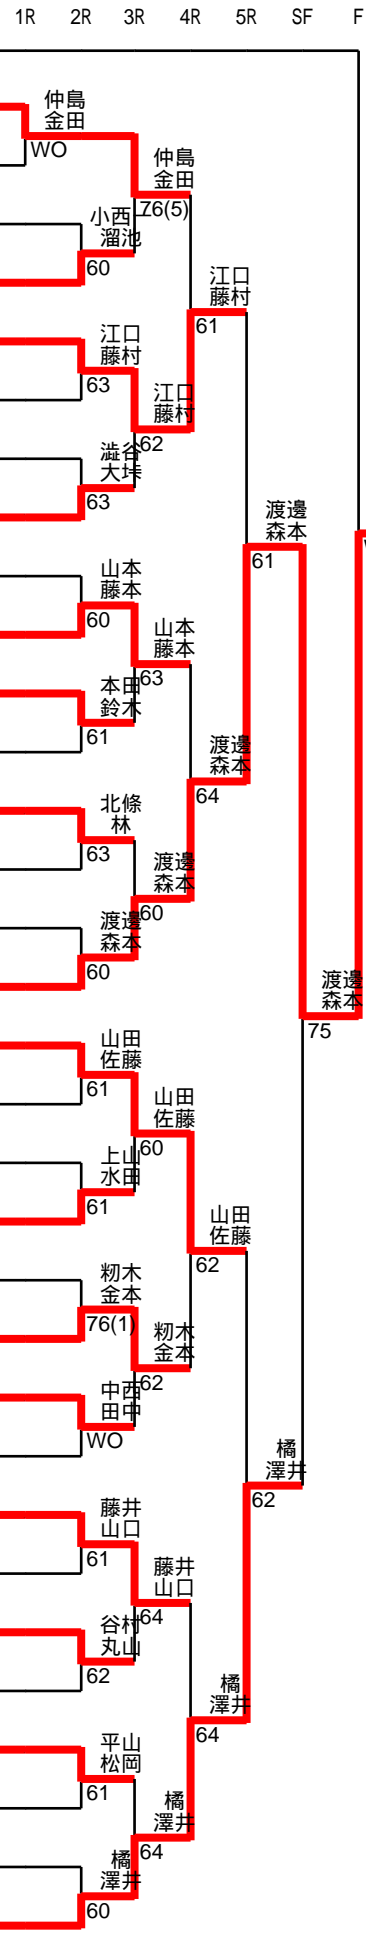 1R 2R 3R 4R 5R SF F
仲島
金田
WO
仲島
金田
76(5)
小西
溜池
60
江口
藤村
61
江口
藤村
63
江口
藤村
62
澁谷
大垰
63
渡邊
森本
61
山本
藤本
60
山本
藤本
63
本田
鈴木
61
渡邊
森本
64
北條
林
63
渡邊
森本
60
渡邊
森本
60
渡邊
森本
75
山田
佐藤
61
山田
佐藤
60
上山
水田
61
山田
佐藤
62
籾木
金本
76(1)
籾木
金本
62
中西
田中
WO
橘
澤井
62
藤井
山口
61
藤井
山口
64
谷村
丸山
62
橘
澤井
64
平山
松岡
61
橘
澤井
64
橘
澤井
60